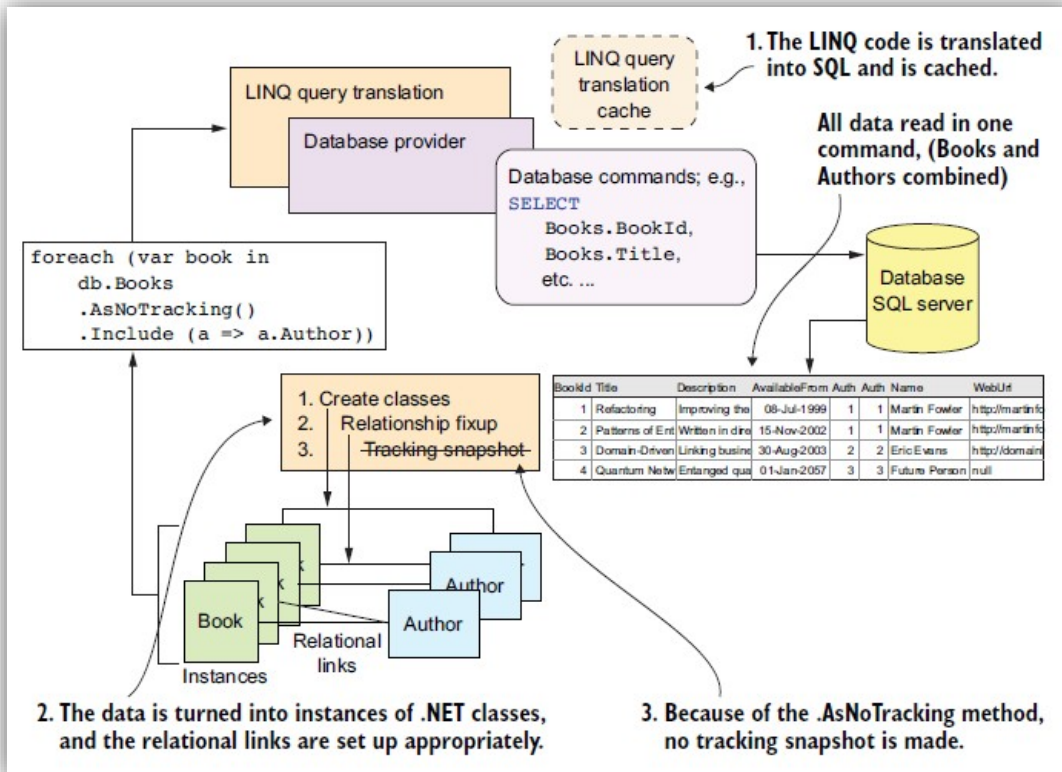 1. The LINQ code is translated
into SQL and is cached.
LINQ query
translation
cache
LINQ query translation
Database provider
All data read in one
command, (Books and
Authors combined)
Database commands; e.g.,
SELECT
Books.BookId,
Books.Title,
etc. ...
foreach (var book in
db.Books
.AsNoTracking()
.Include (a => a.Author))
Database
SQL server
BookId Title Description AvailableFrom Auth Auth Name WebUrl
1 Refactoring Improving the 08-Jul-1999 1 1 Martin Fowler http://martinfo
2 Patterns of Ent Written in dire 15-Nov-2002 1 1 Martin Fowler http://martinfo
3 Domain-Driven Linking busine 30-Aug-2003 2 2 Eric Evans http://domainl
4 Quantum Netw Entanged qua 01-Jan-2057 3 3 Future Person null
1. Create classes
2. Relationship fixup
3. Tracking snapshot
k
k
k
Book
Author
Author
Relational
links
Instances
2. The data is turned into instances of .NET classes,
and the relational links are set up appropriately.
3. Because of the .AsNoTracking method,
no tracking snapshot is made.